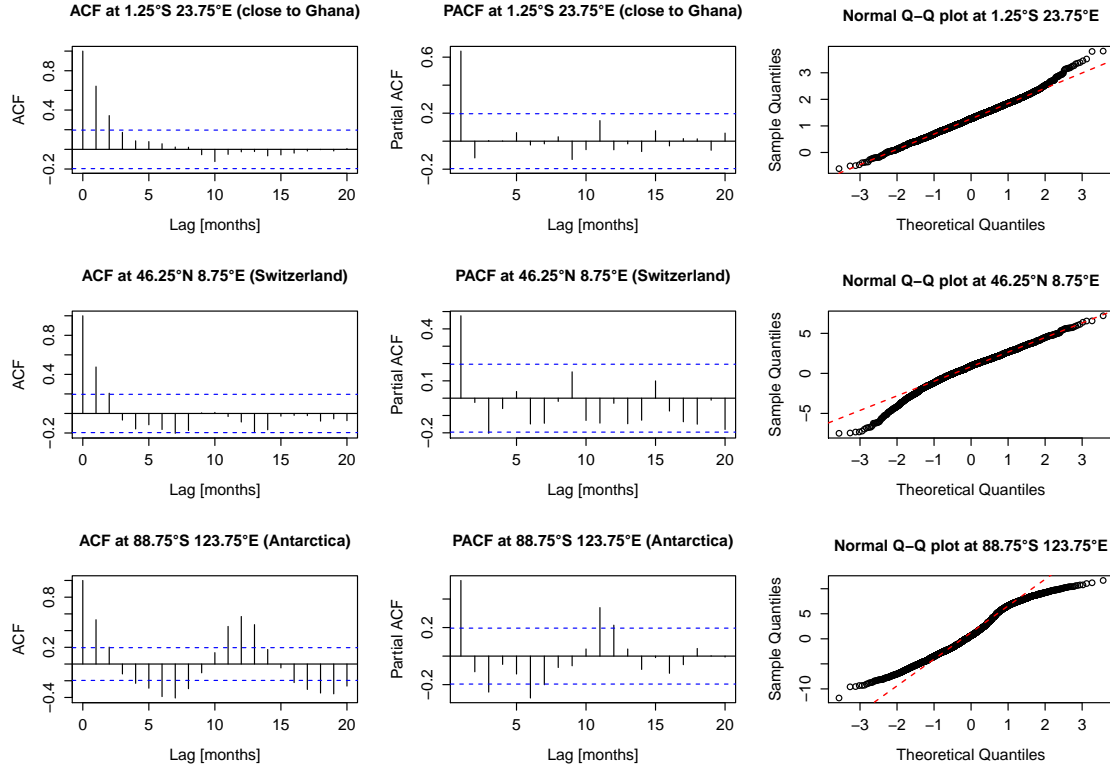 ACF at 1.25°S 23.75°E (close to Ghana)
ACF
0.8
0.4
−0.2
0 5 10 15 20
Lag [months]
PACF at 1.25°S 23.75°E (close to Ghana)
Partial ACF
0.6
0.2
−0.2
5 10 15 20
Lag [months]
Normal Q−Q plot at 1.25°S 23.75°E
Sample Quantiles
3
2
1
0
−3 −2 −1 0 1 2 3
Theoretical Quantiles
ACF at 46.25°N 8.75°E (Switzerland)
ACF
0.8
0.4
−0.2
0 5 10 15 20
Lag [months]
PACF at 46.25°N 8.75°E (Switzerland)
Partial ACF
0.4
0.1
−0.2
5 10 15 20
Lag [months]
Normal Q−Q plot at 46.25°N 8.75°E
Sample Quantiles
5
0
−5
−3 −2 −1 0 1 2 3
Theoretical Quantiles
ACF at 88.75°S 123.75°E (Antarctica)
ACF
0.8
0.2
−0.4
0 5 10 15 20
Lag [months]
PACF at 88.75°S 123.75°E (Antarctica)
Partial ACF
0.2
−0.2
5 10 15 20
Lag [months]
Normal Q−Q plot at 88.75°S 123.75°E
Sample Quantiles
5
0
−10
−3 −2 −1 0 1 2 3
Theoretical Quantiles